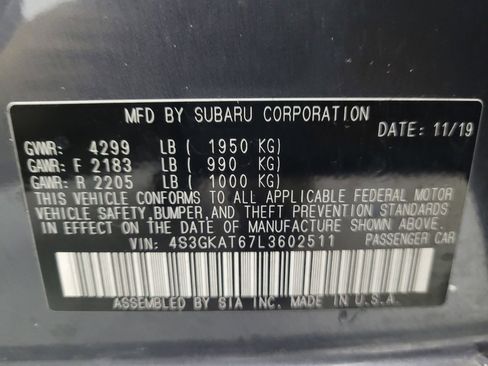 MFD BY SUBARU CORPORATION
DATE: 11/19
GVWR: 4299 LB ( 1950 KG)
GAWR: F 2183 LB ( 990 KG)
GAWR: R 2205 LB ( 1000 KG)
THIS VEHICLE CONFORMS TO ALL APPLICABLE FEDERAL MOTOR
VEHICLE SAFETY, BUMPER, AND THEFT PREVENTION STANDARDS
IN EFFECT ON THE DATE OF MANUFACTURE SHOWN ABOVE.
VIN: 4S3GKAT67L3602511 PASSENGER CAR
ASSEMBLED BY SIA INC. MADE IN U.S.A.